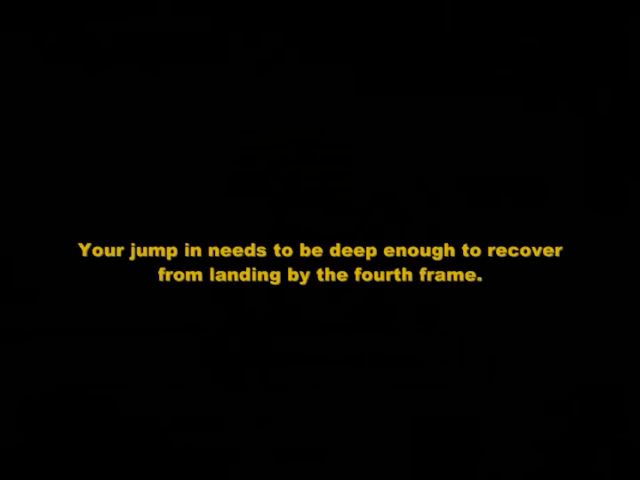 Your jump in needs to be deep enough to recover
from landing by the fourth frame.